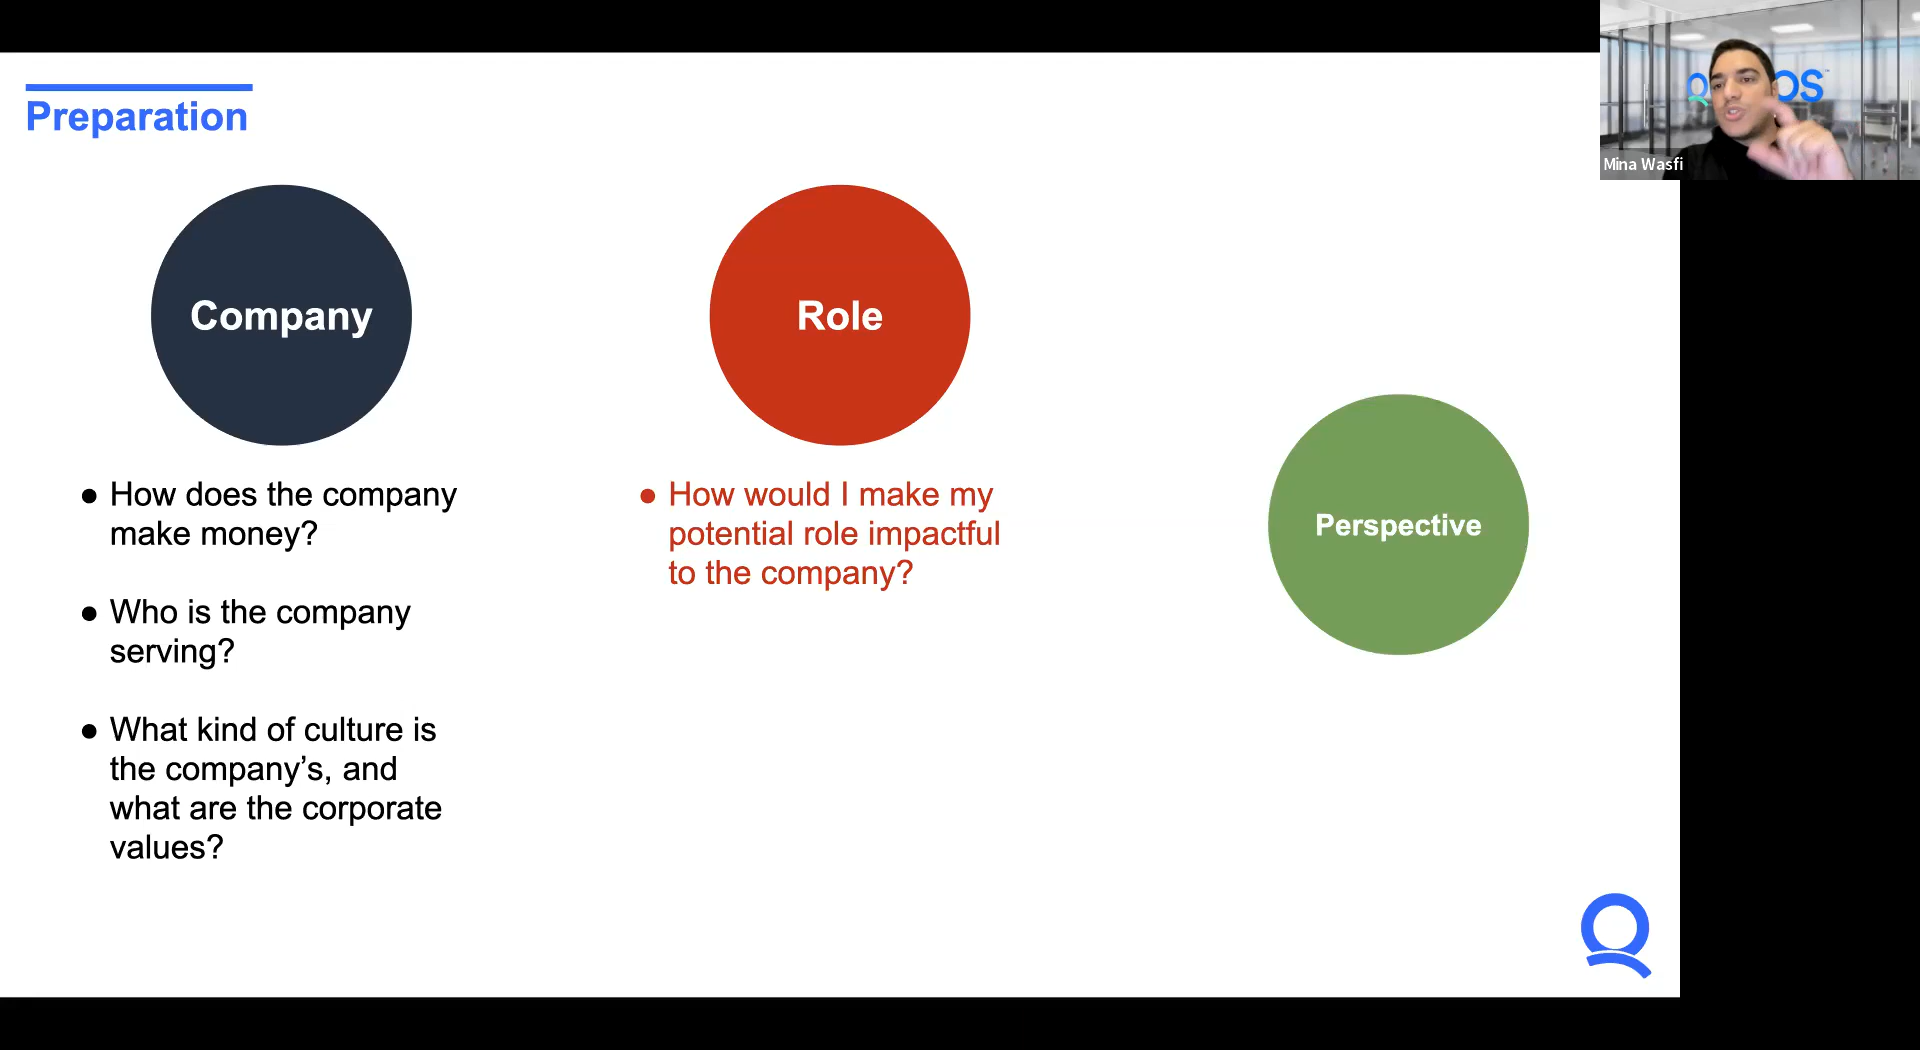 Preparation
Company
Role
Perspective
● How does the company
make money?
● Who is the company
serving?
● What kind of culture is
the company’s, and
what are the corporate
values?
● How would I make my
potential role impactful
to the company?
Mina Wasfi